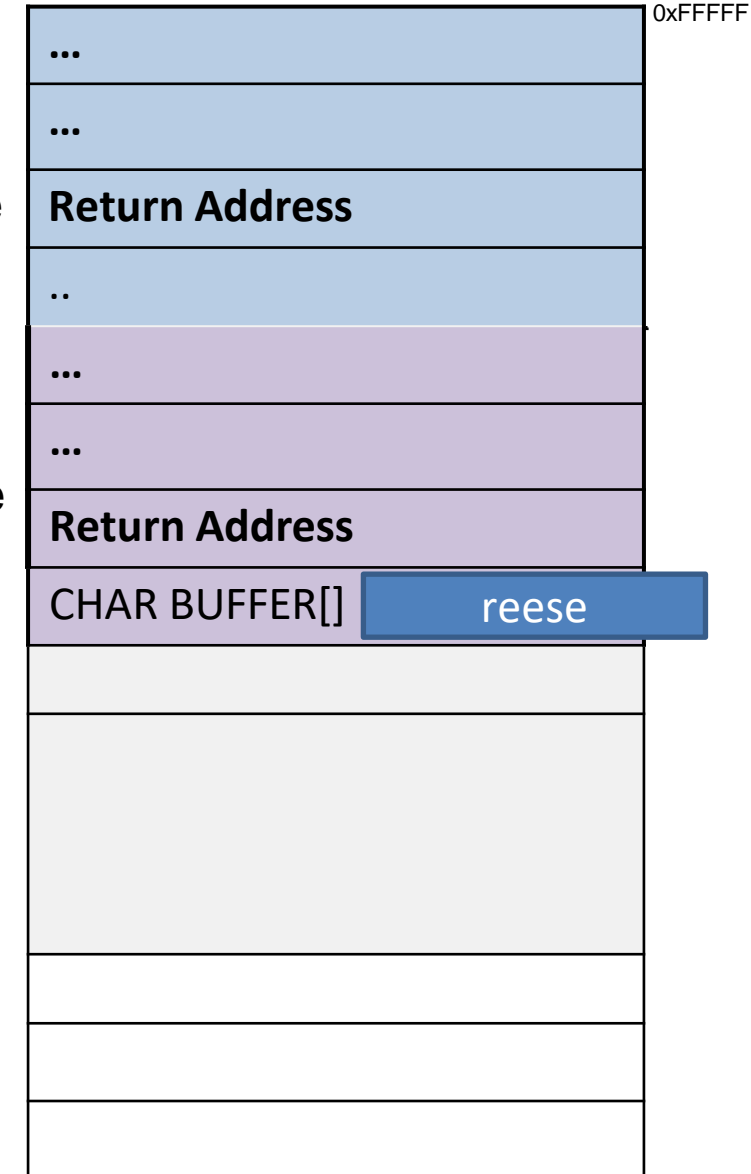 0xFFFFF
...
...
e Return Address
..
...
...
e Return Address
CHAR BUFFER[] reese